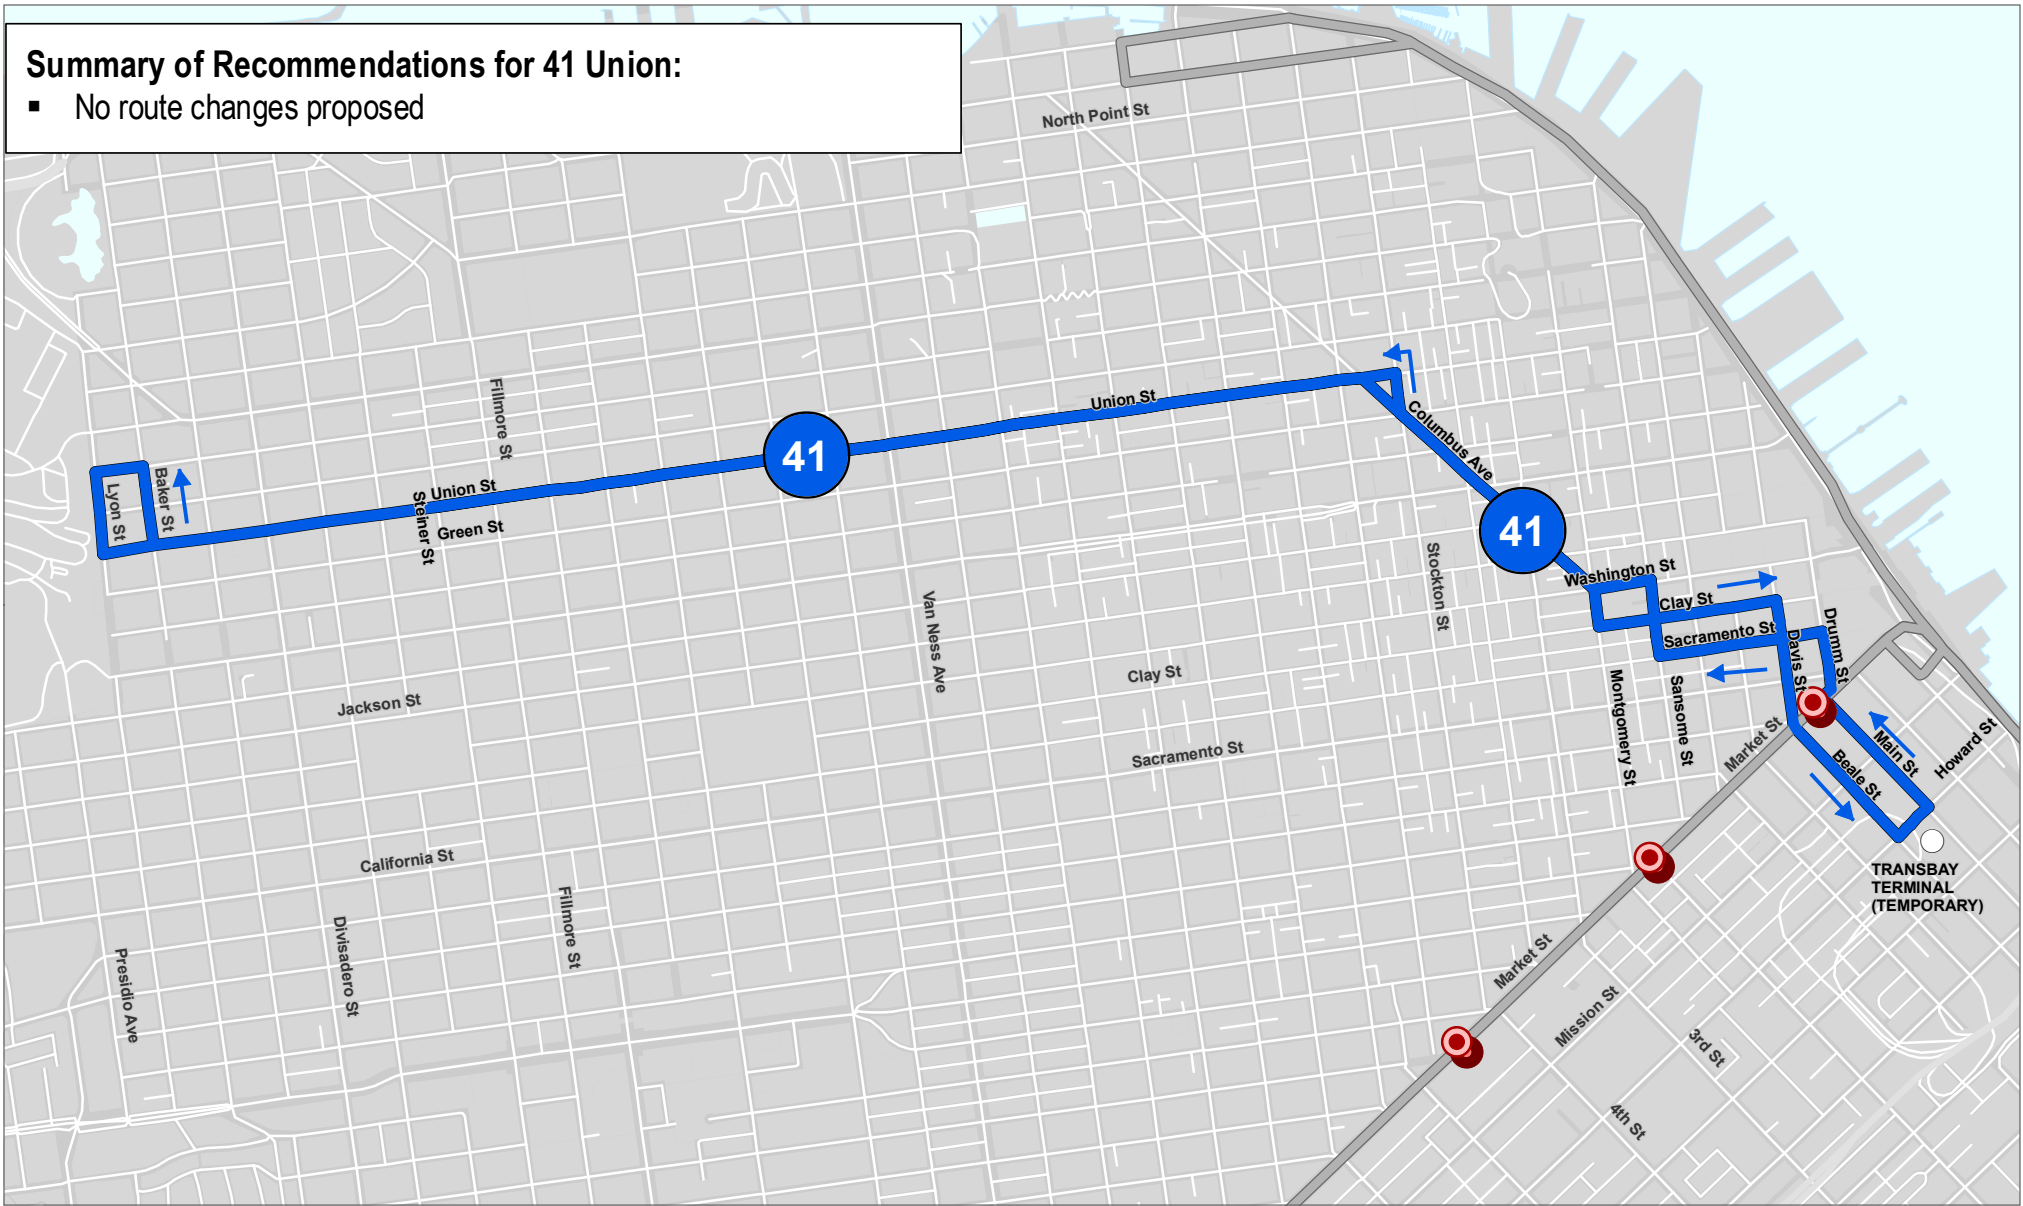 Summary of Recommendations for 41 Union:
▪ No route changes proposed
North Point St
Fillmore St
Union St
Columbus Ave
41
Lyon St
Baker St
Steiner St
Union St
Green St
41
Stockton St
Washington St
Clay St
Sacramento St
Davis St
Drumm St
Van Ness Ave
Clay St
Jackson St
Montgomery St
Sansome St
Market St
Main St
Beale St
Howard St
Sacramento St
California St
TRANSBAY
TERMINAL
(TEMPORARY)
Fillmore St
Divisadero St
Presidio Ave
Market St
Mission St
3rd St
4th St